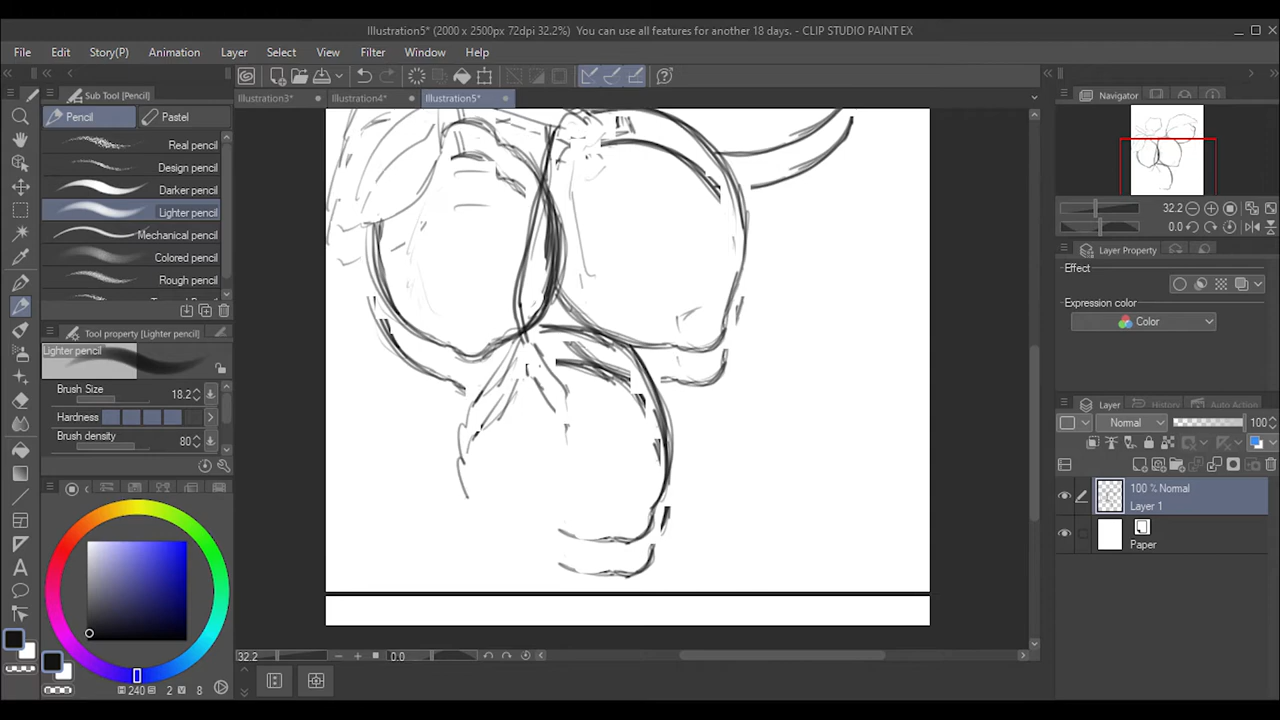 Illustration5* (2000 x 2500px 72dpi 32.2%) You can use all features for another 18 days. - CLIP STUDIO PAINT EX
File Edit Story(P) Animation Layer Select View Filter Window Help
Sub Tool [Pencil]
Illustration3* Illustration4* Illustration5*
Navigator
Pencil Pastel
Real pencil
Design pencil
Darker pencil
Lighter pencil
Mechanical pencil
Colored pencil
Rough pencil
Tool property [Lighter pencil]
Lighter pencil
Brush Size 18.2
Hardness
Brush density 80
240 2 8
32.2 0.0
32.2
0.0
Layer Property
Effect
Expression color
Color
Layer History Auto Action
Normal 100
100 % Normal
Layer 1
Paper